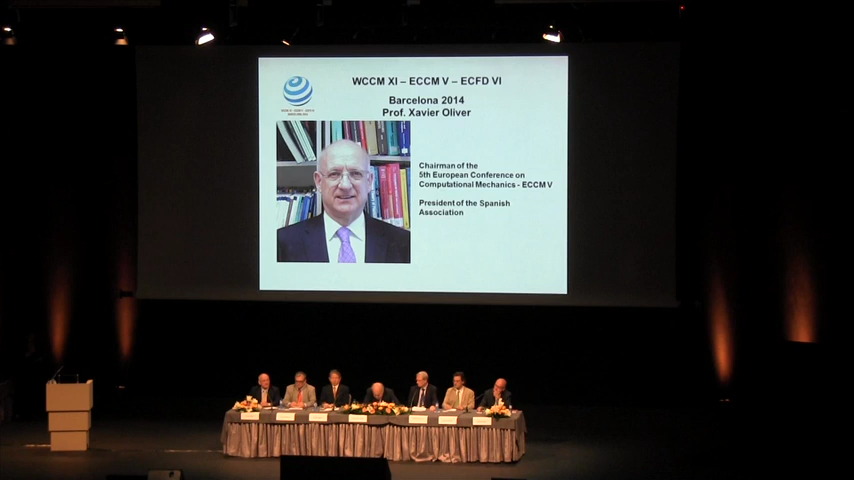 WCCM XI – ECCM V – ECFD VI
Barcelona 2014
Prof. Xavier Oliver
Chairman of the
5th European Conference on
Computational Mechanics - ECCM V
President of the Spanish
Association